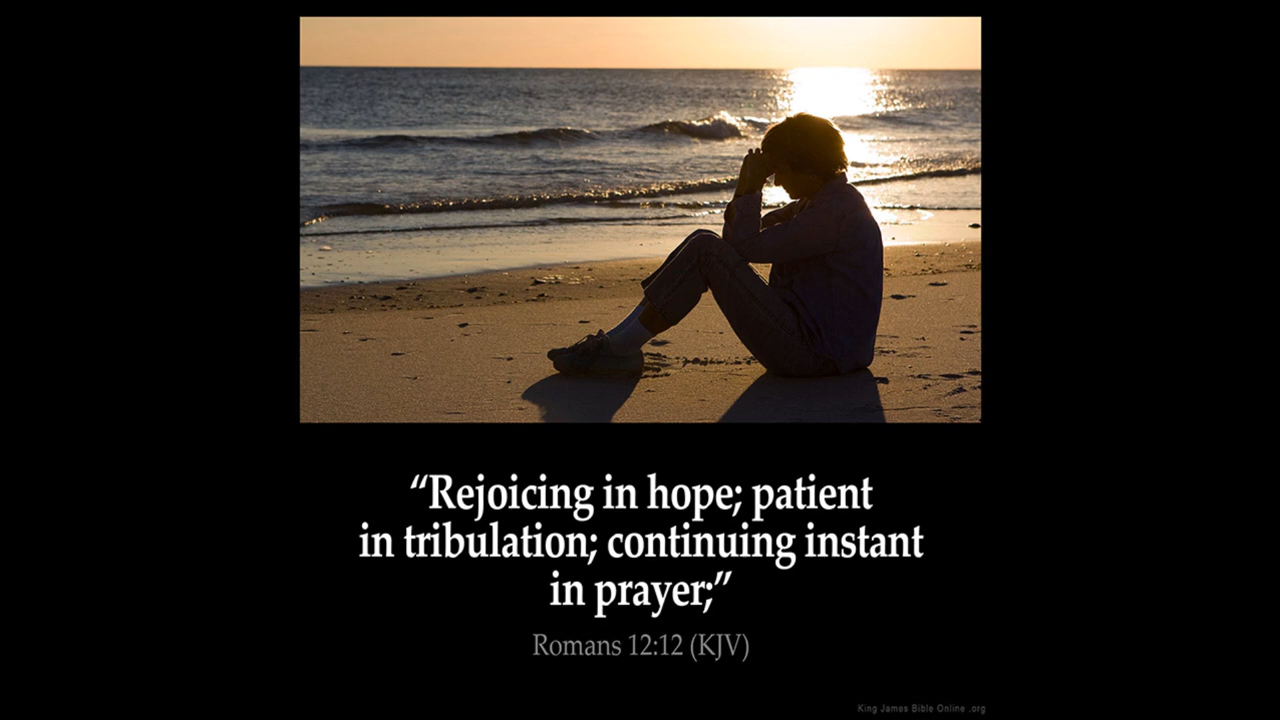 “Rejoicing in hope; patient
in tribulation; continuing instant
in prayer;”
Romans 12:12 (KJV)
King James Bible Online .org